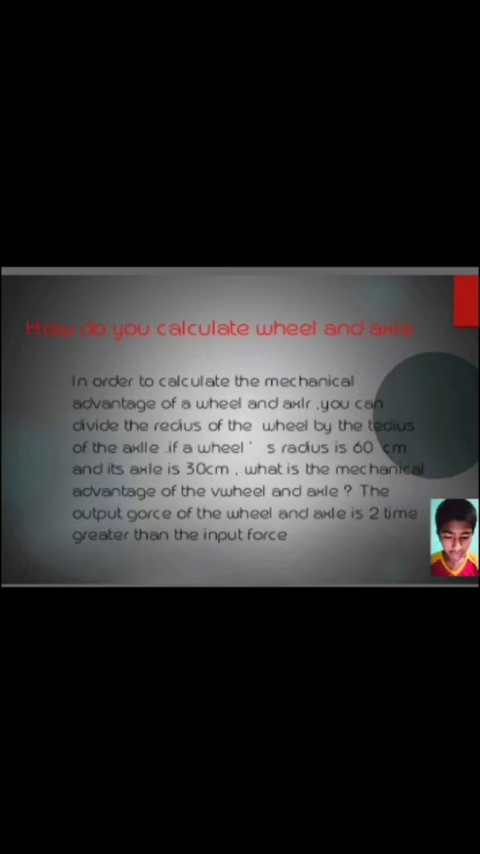 How do you calculate wheel and axle
In order to calculate the mechanical
advantage of a wheel and axlr ,you can
divide the recius of the wheel by the tedius
of the axlle .if a wheel ' s radius is 60 cm
and its axle is 30cm , what is the mechanical
advantage of the vwheel and axle ? The
output gorce of the wheel and axle is 2 time
greater than the input force